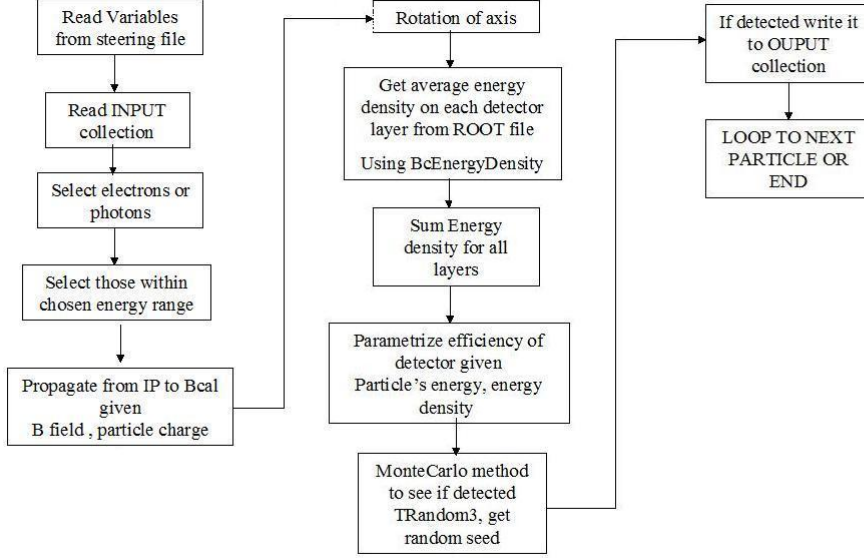 Read Variables
from steering file
Read INPUT
collection
Select electrons or
photons
Select those within
chosen energy range
Propagate from IP to Bcal
given
B field , particle charge
Rotation of axis
Get average energy
density on each detector
layer from ROOT file
Using BcEnergyDensity
Sum Energy
density for all
layers
Parametrize efficiency of
detector given
Particle's energy, energy
density
MonteCarlo method
to see if detected
TRandom3, get
random seed
If detected write it
to OUPUT
collection
LOOP TO NEXT
PARTICLE OR
END